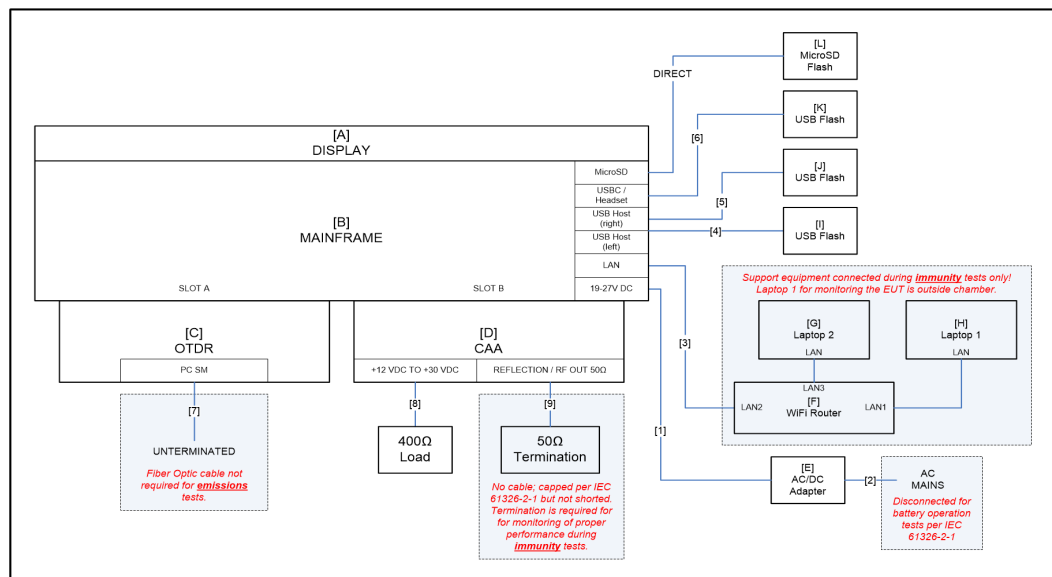 [L]
MicroSD
Flash
DIRECT
[K]
USB Flash
[6]
[A]
DISPLAY
MicroSD
USBC /
Headset
USB Host
(right)
USB Host
(left)
LAN
19-27V DC
[J]
USB Flash
[5]
[I]
USB Flash
[4]
[B]
MAINFRAME
SLOT A
SLOT B
Support equipment connected during immunity tests only!
Laptop 1 for monitoring the EUT is outside chamber.
[G]
Laptop 2
LAN
[H]
Laptop 1
LAN
[3]
LAN3
[F]
WiFi Router
LAN2
LAN1
[C]
OTDR
PC SM
[D]
CAA
+12 VDC TO +30 VDC
REFLECTION / RF OUT 50Ω
[7]
UNTERMINATED
Fiber Optic cable not
required for emissions
tests.
[8]
400Ω
Load
[9]
50Ω
Termination
No cable; capped per IEC
61326-2-1 but not shorted.
Termination is required for
for monitoring of proper
performance during
immunity tests.
[1]
[E]
AC/DC
Adapter
[2]
AC
MAINS
Disconnected for
battery operation
tests per IEC
61326-2-1